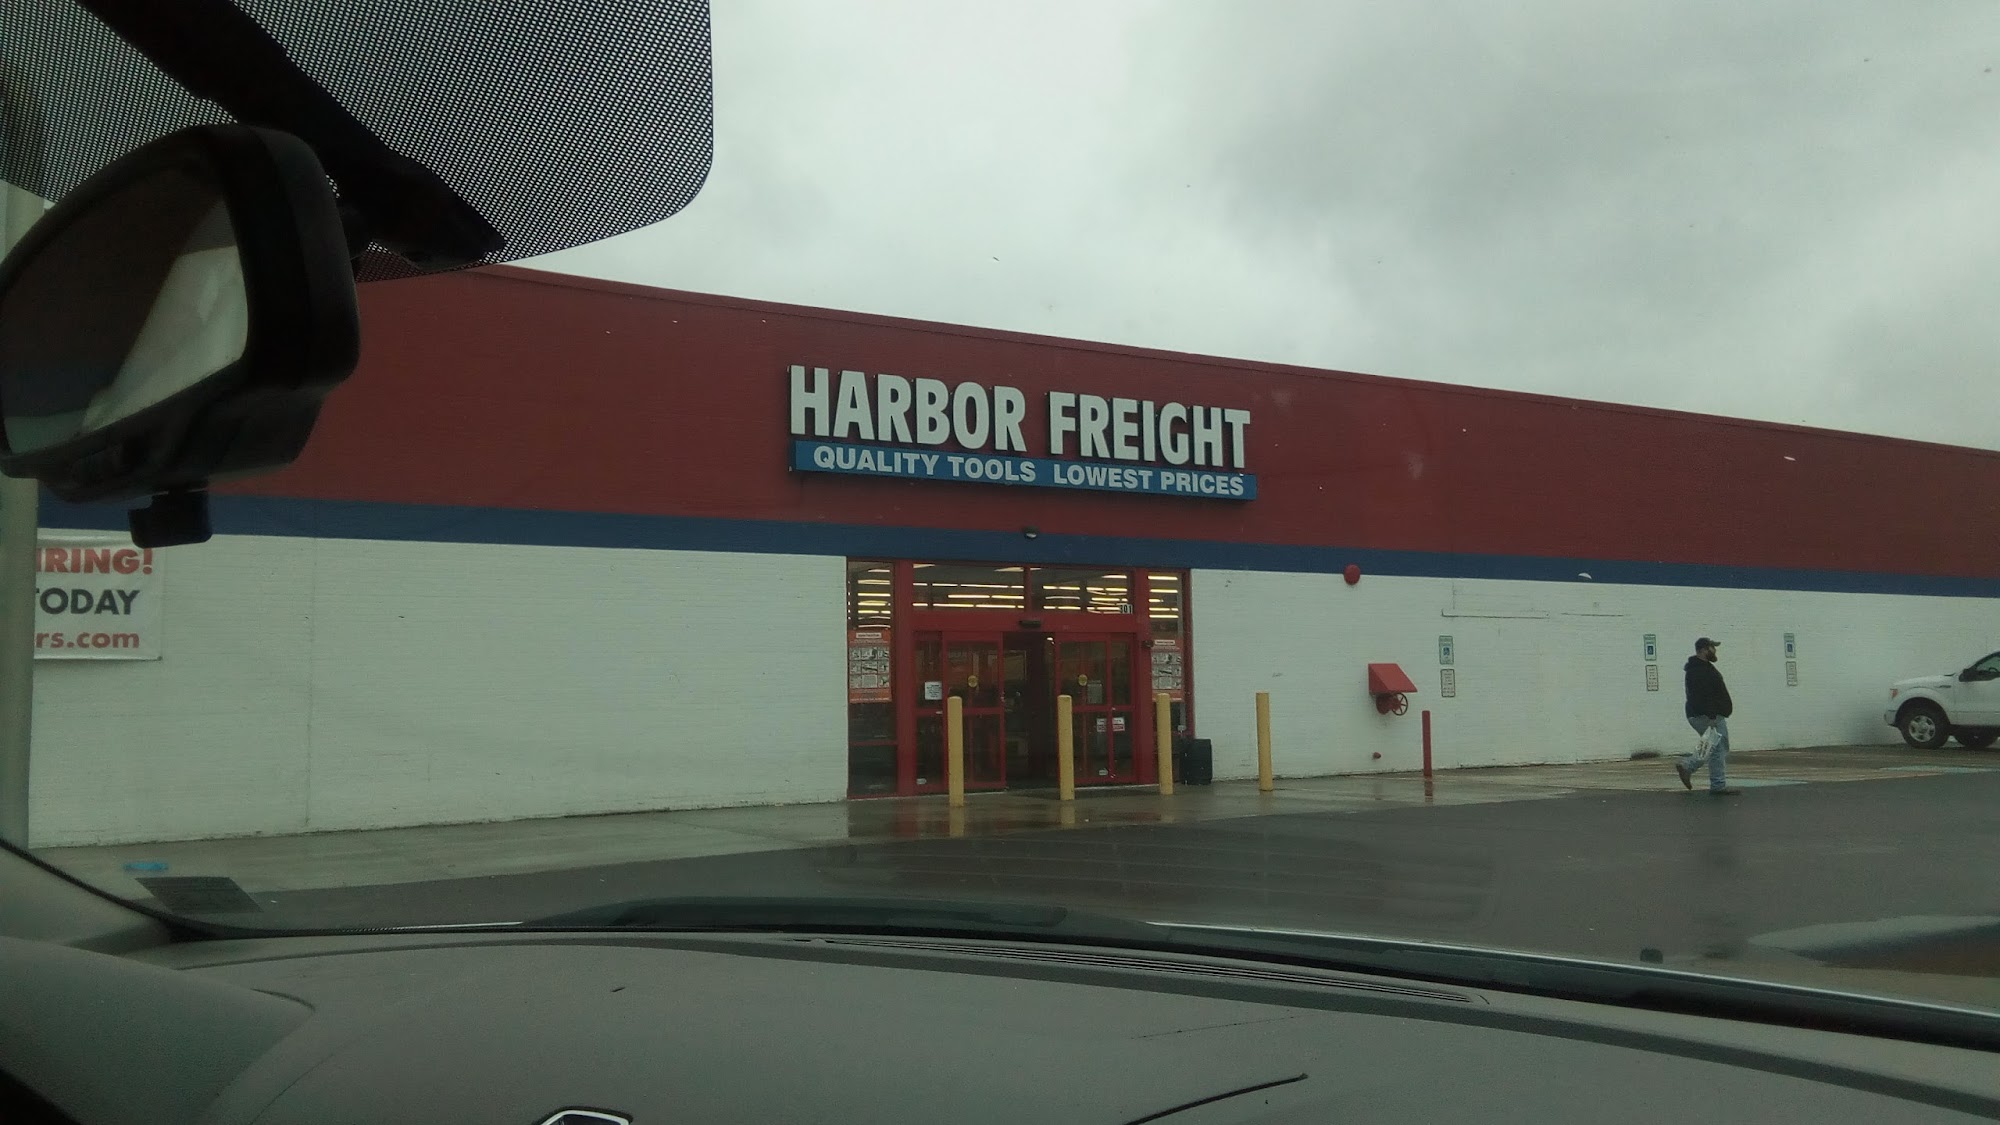 HARBOR FREIGHT
QUALITY TOOLS LOWEST PRICES
IRING!
TODAY
rs.com